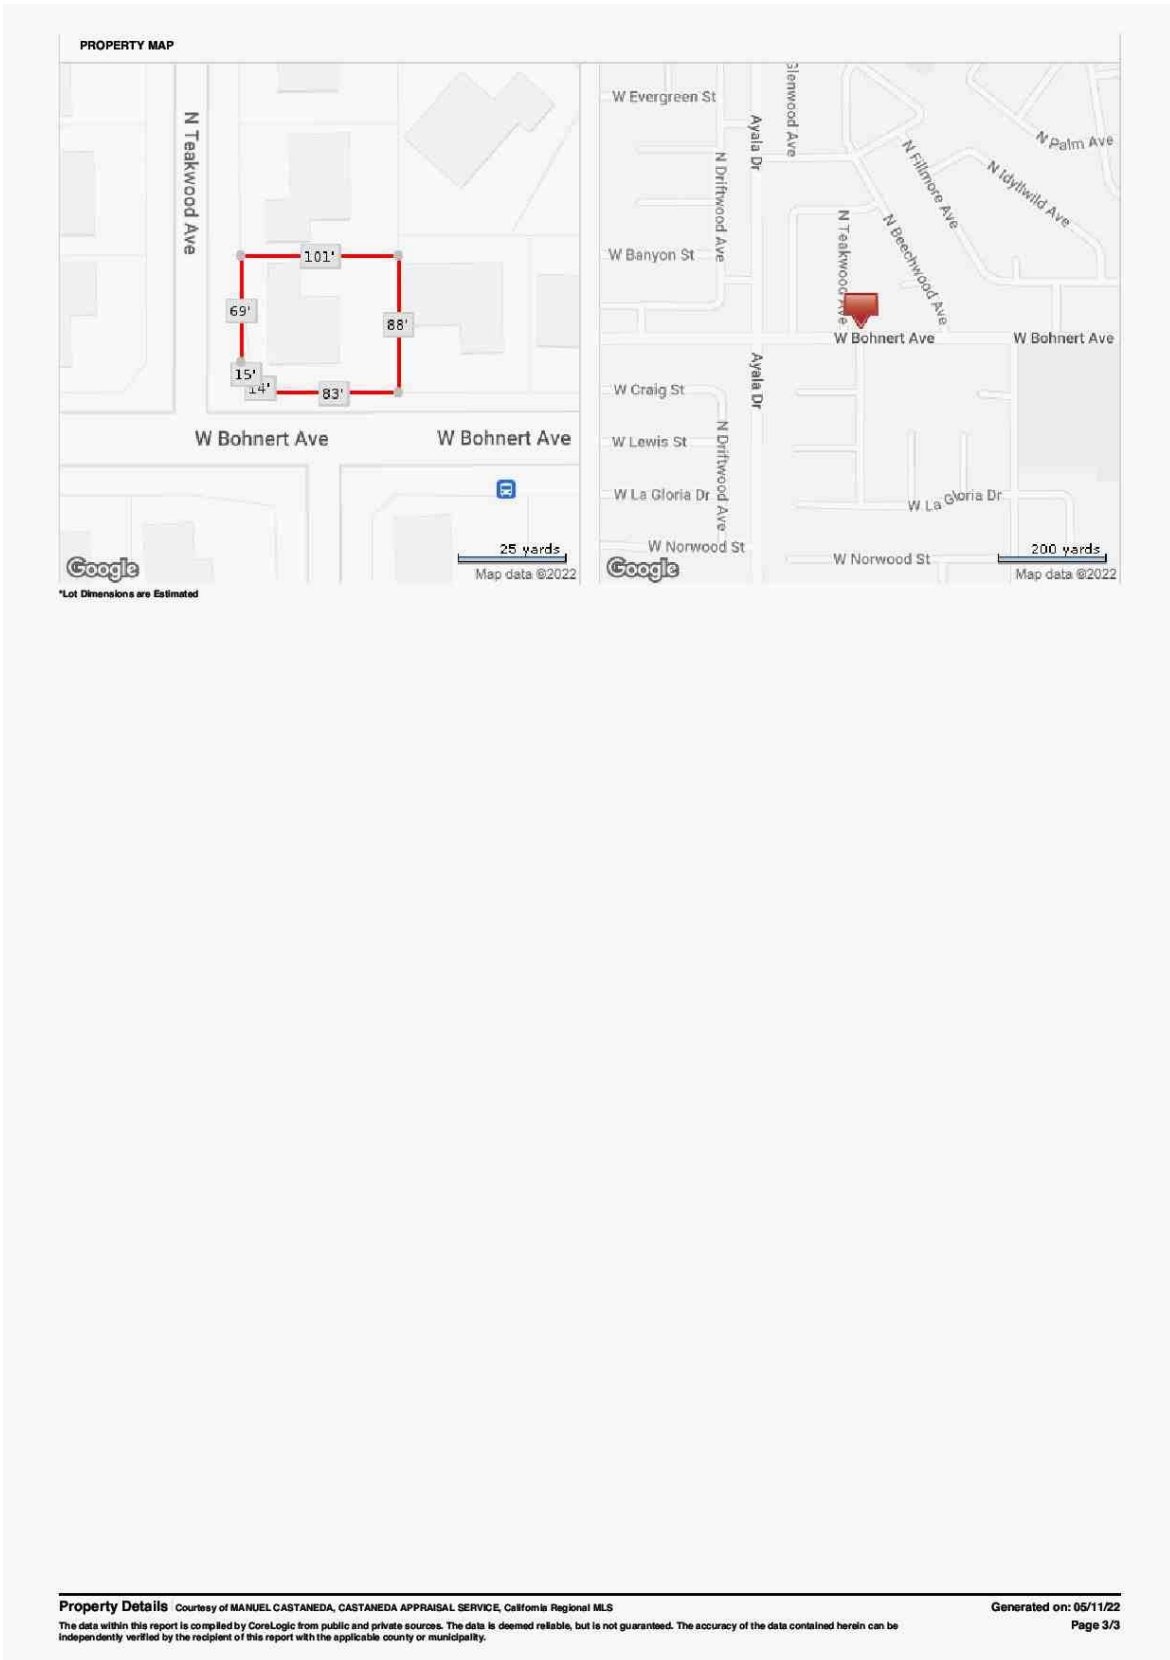 PROPERTY MAP
N Teakwood Ave
101'
69'
88'
15'
14'
83'
W Bohnert Ave
W Bohnert Ave
25 yards
Google
Map data ©2022
W Evergreen St
Glenwood Ave
Ayala Dr
N Driftwood Ave
N Palm Ave
N Fillmore Ave
N Idyllwild Ave
W Banyon St
N Teakwood Ave
N Beechwood Ave
W Bohnert Ave
W Bohnert Ave
W Craig St
Ayala Dr
W Lewis St
N Driftwood Ave
W La Gloria Dr
W La Gloria Dr
W Norwood St
W Norwood St
200 yards
Google
Map data ©2022
*Lot Dimensions are Estimated
Property Details Courtesy of MANUEL CASTANEDA, CASTANEDA APPRAISAL SERVICE, California Regional MLS
Generated on: 05/11/22
The data within this report is compiled by CoreLogic from public and private sources. The data is deemed reliable, but is not guaranteed. The accuracy of the data contained herein can be
independently verified by the recipient of this report with the applicable county or municipality.
Page 3/3